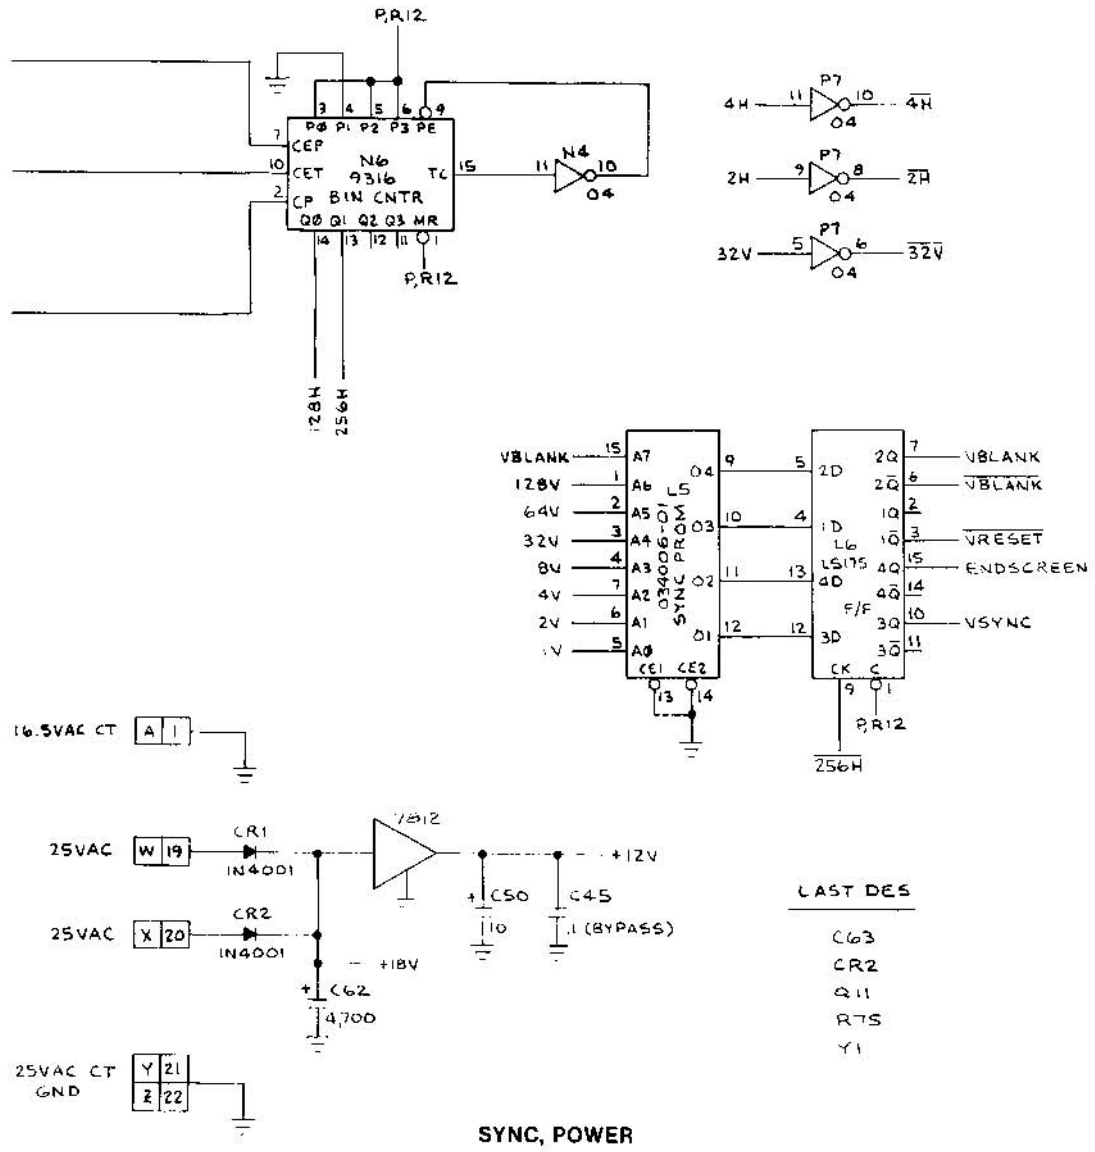 P,R12
3 4 5 6 9
PØ P1 P2 P3 PE
7 CEP
10 CET
2 CP
N6
9316
BIN CNTR
TC 15
QØ Q1 Q2 Q3 MR
14 13 12 11 1
P,R12
128H
256H
11 N4 10
04
4H 11 P7 10 4H
04
2H 9 P7 8 2H
04
32V 5 P7 6 32V
04
VBLANK 15 A7
128V 1 A6
64V 2 A5
32V 3 A4
8V 4 A3
4V 7 A2
2V 6 A1
1V 5 AØ
034006-01 L5
SYNC PROM
O4 9
O3 10
O2 11
O1 12
CE1 CE2
13 14
5 2D
4 1D
13 4D
12 3D
L6
LS175
F/F
2Q 7 VBLANK
2Q 6 VBLANK
1Q 2
1Q 3 VRESET
4Q 15 ENDSCREEN
4Q 14
3Q 10 VSYNC
3Q 11
CK C
9 1
P,R12
256H
16.5VAC CT A 1
25VAC W 19
CR1
1N4001
25VAC X 20
CR2
1N4001
7812
+12V
+ C50
10
C45
.1 (BYPASS)
+18V
+ C62
4,700
25VAC CT Y 21
GND Z 22
LAST DES
C63
CR2
Q11
R75
Y1
SYNC, POWER